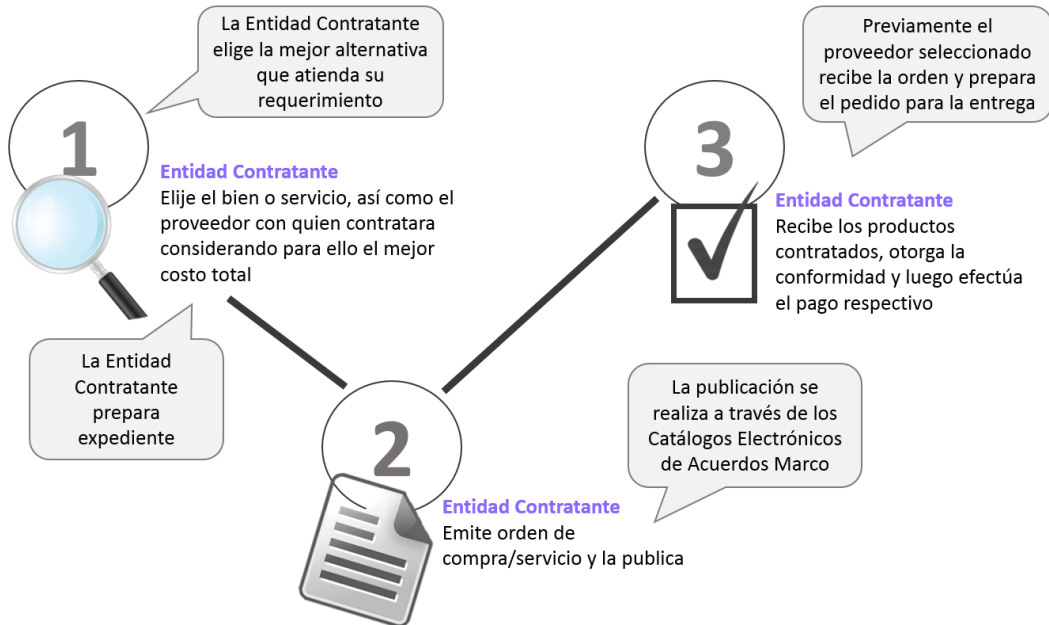 La Entidad Contratante
elige la mejor alternativa
que atienda su
requerimiento
1
Entidad Contratante
Elije el bien o servicio, así como el
proveedor con quien contratara
considerando para ello el mejor
costo total
La Entidad
Contratante
prepara
expediente
2
Entidad Contratante
Emite orden de
compra/servicio y la publica
La publicación se
realiza a través de los
Catálogos Electrónicos
de Acuerdos Marco
Previamente el
proveedor seleccionado
recibe la orden y prepara
el pedido para la entrega
3
Entidad Contratante
Recibe los productos
contratados, otorga la
conformidad y luego efectúa
el pago respectivo